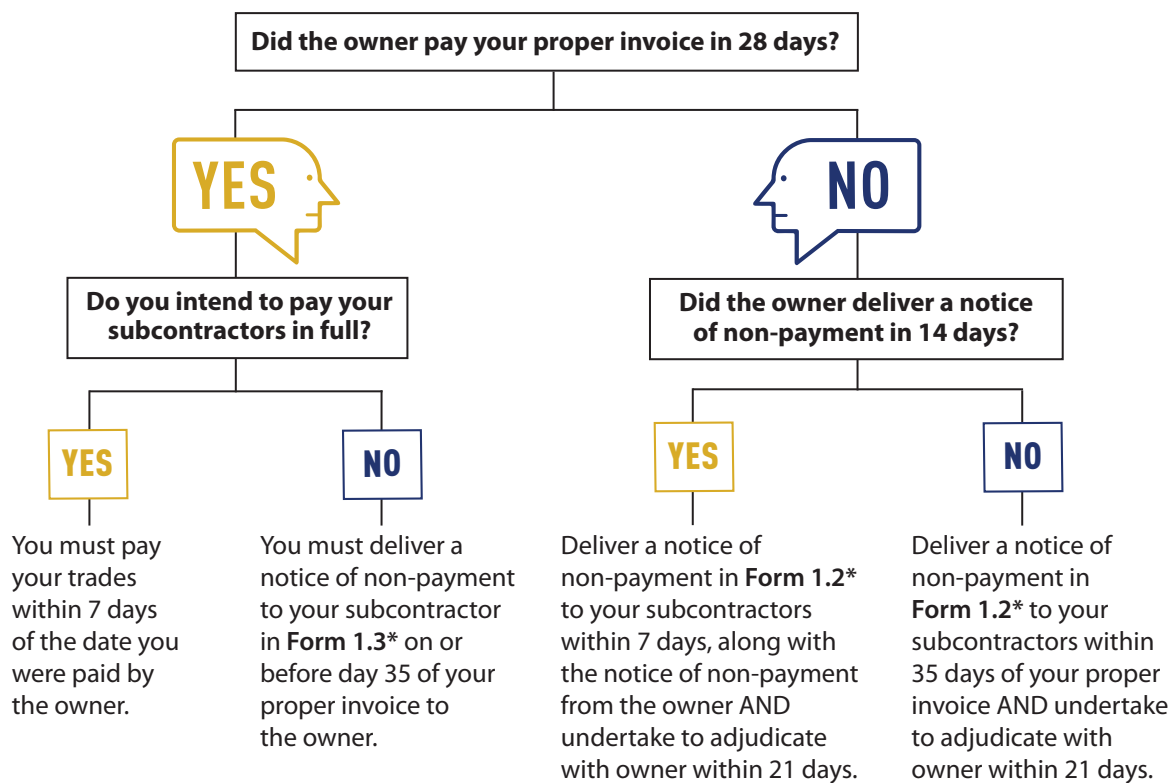 Did the owner pay your proper invoice in 28 days?
YES
NO
Do you intend to pay your
subcontractors in full?
Did the owner deliver a notice
of non-payment in 14 days?
YES
NO
YES
NO
You must pay
your trades
within 7 days
of the date you
were paid by
the owner.
You must deliver a
notice of non-payment
to your subcontractor
in Form 1.3* on or
before day 35 of your
proper invoice to
the owner.
Deliver a notice of
non-payment in Form 1.2*
to your subcontractors
within 7 days, along with
the notice of non-payment
from the owner AND
undertake to adjudicate
with owner within 21 days.
Deliver a notice of
non-payment in
Form 1.2* to your
subcontractors within
35 days of your proper
invoice AND undertake
to adjudicate with
owner within 21 days.